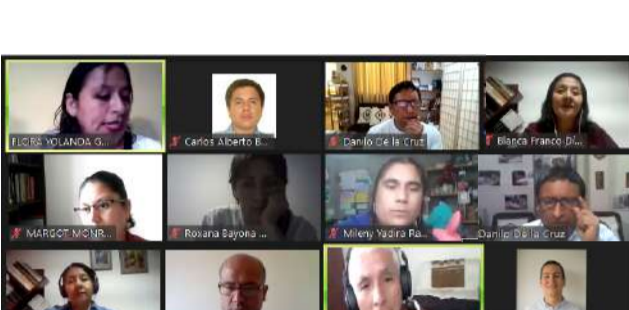 FLORA YOLANDA G...
Carlos Alberto B...
Danilo De la Cruz
Blanca Franco Di...
MARGOT MONR...
Roxana Bayona ...
Mileny Yadira Ra...
Danilo De la Cruz